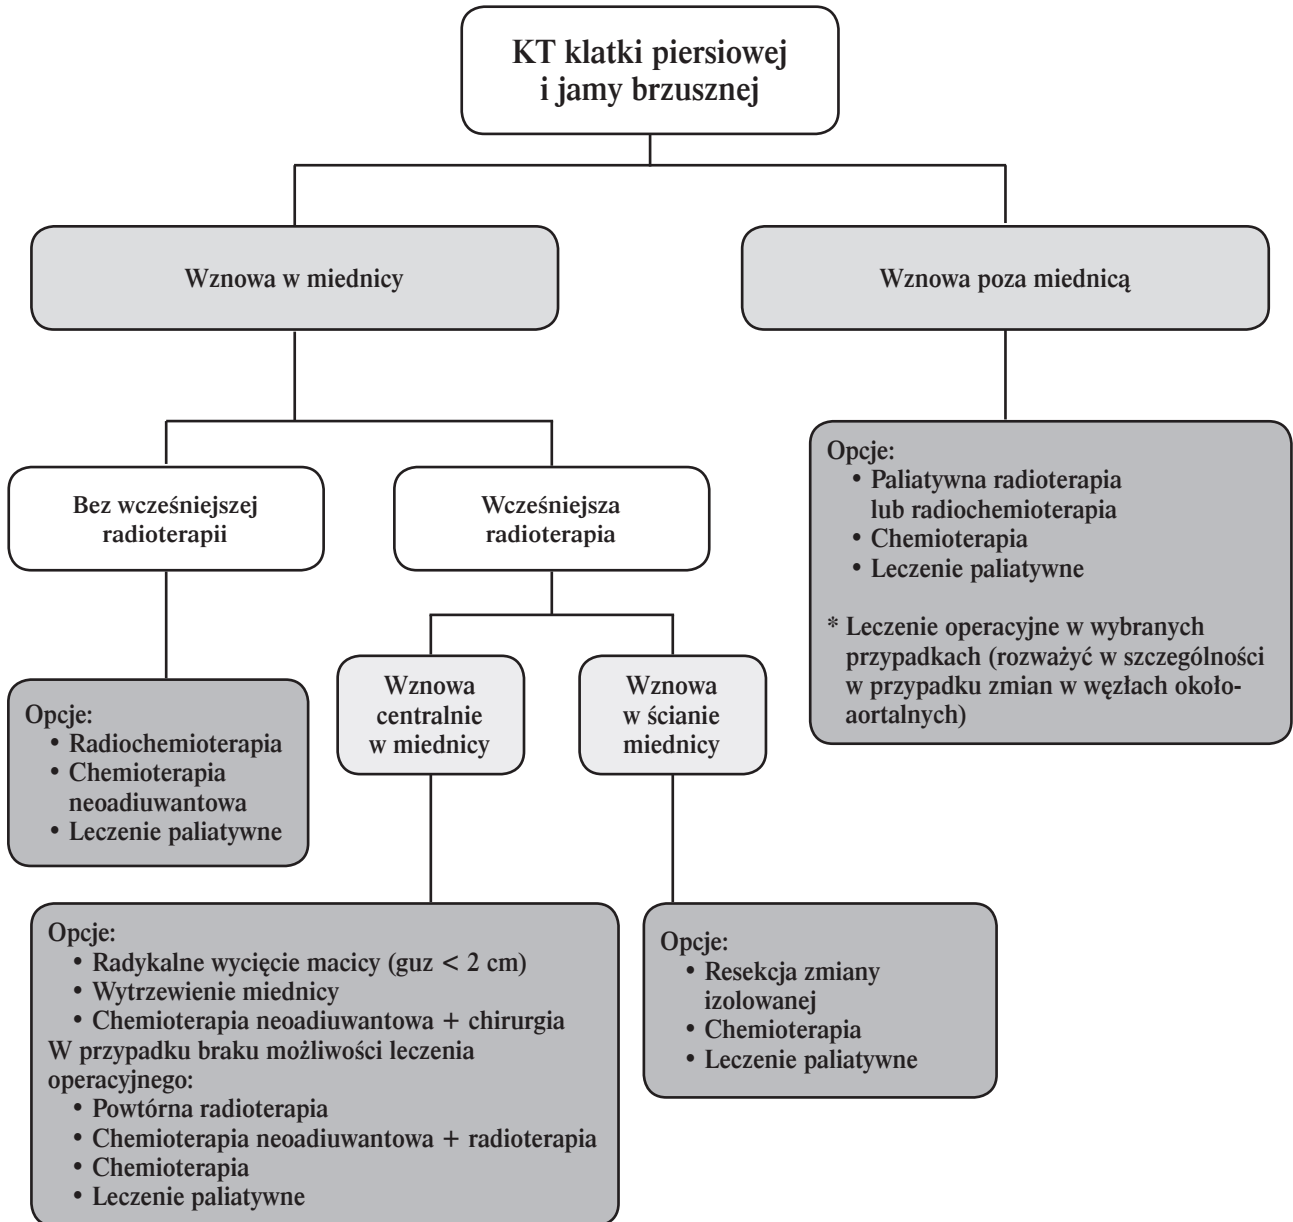 KT klatki piersiowej
i jamy brzusznej
Wznowa w miednicy
Wznowa poza miednicą
Bez wcześniejszej
radioterapii
Wcześniejsza
radioterapia
Opcje:
• Paliatywna radioterapia
lub radiochemioterapia
• Chemioterapia
• Leczenie paliatywne
* Leczenie operacyjne w wybranych
przypadkach (rozważyć w szczególności
w przypadku zmian w węzłach około-
aortalnych)
Wznowa
centralnie
w miednicy
Wznowa
w ścianie
miednicy
Opcje:
• Radiochemioterapia
• Chemioterapia
neoadiuwantowa
• Leczenie paliatywne
Opcje:
• Radykalne wycięcie macicy (guz < 2 cm)
• Wytrzewienie miednicy
• Chemioterapia neoadiuwantowa + chirurgia
W przypadku braku możliwości leczenia
operacyjnego:
• Powtórna radioterapia
• Chemioterapia neoadiuwantowa + radioterapia
• Chemioterapia
• Leczenie paliatywne
Opcje:
• Resekcja zmiany
izolowanej
• Chemioterapia
• Leczenie paliatywne